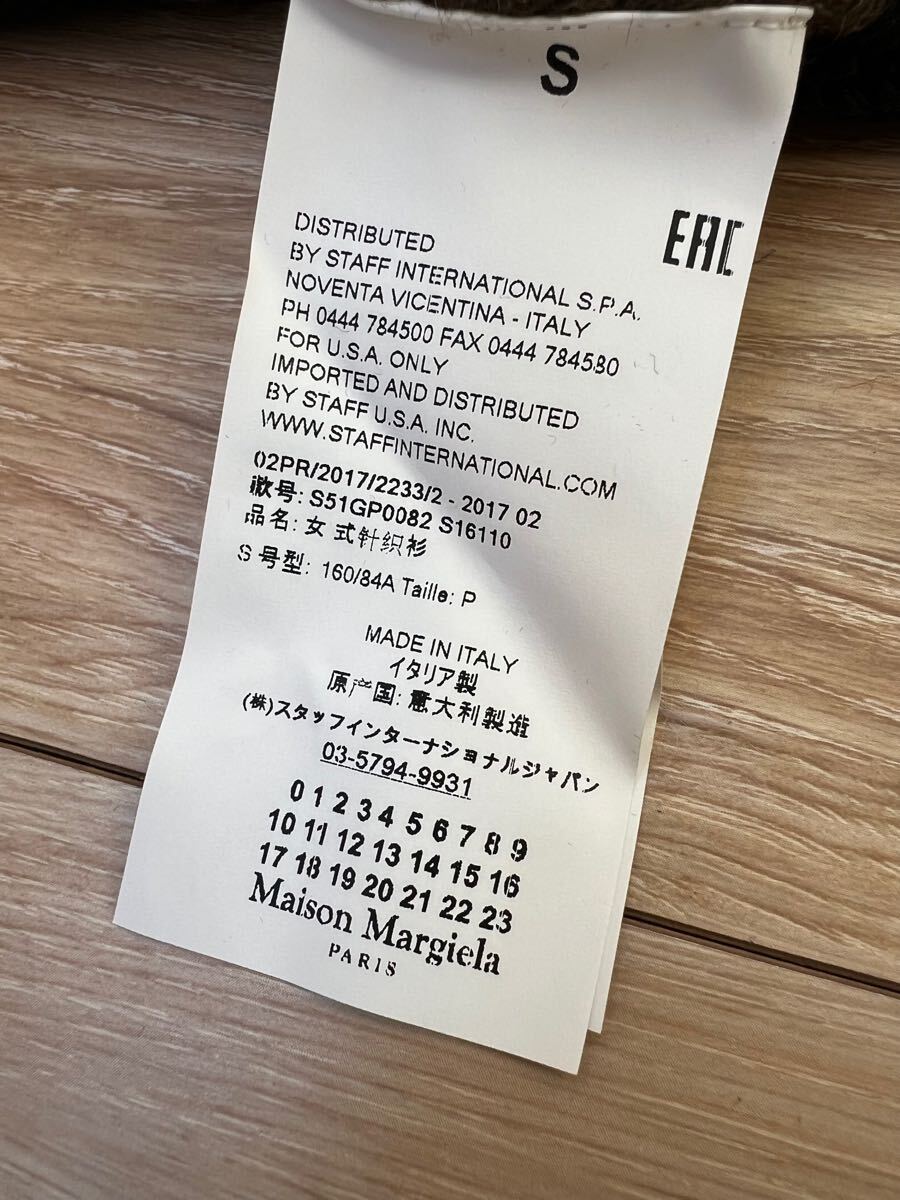 S
EAC
DISTRIBUTED
BY STAFF INTERNATIONAL S.P.A.
NOVENTA VICENTINA - ITALY
PH 0444 784500 FAX 0444 784580
FOR U.S.A. ONLY
IMPORTED AND DISTRIBUTED
BY STAFF U.S.A. INC.
WWW.STAFFINTERNATIONAL.COM
02PR/2017/2233/2 - 2017 02
款号: S51GP0082 S16110
品名: 女式针织衫
S 号型: 160/84A Taille: P
MADE IN ITALY
イタリア製
原产国: 意大利製造
(株)スタッフインターナショナルジャパン
03-5794-9931
0 1 2 3 4 5 6 7 8 9
10 11 12 13 14 15 16
17 18 19 20 21 22 23
Maison Margiela
PARIS